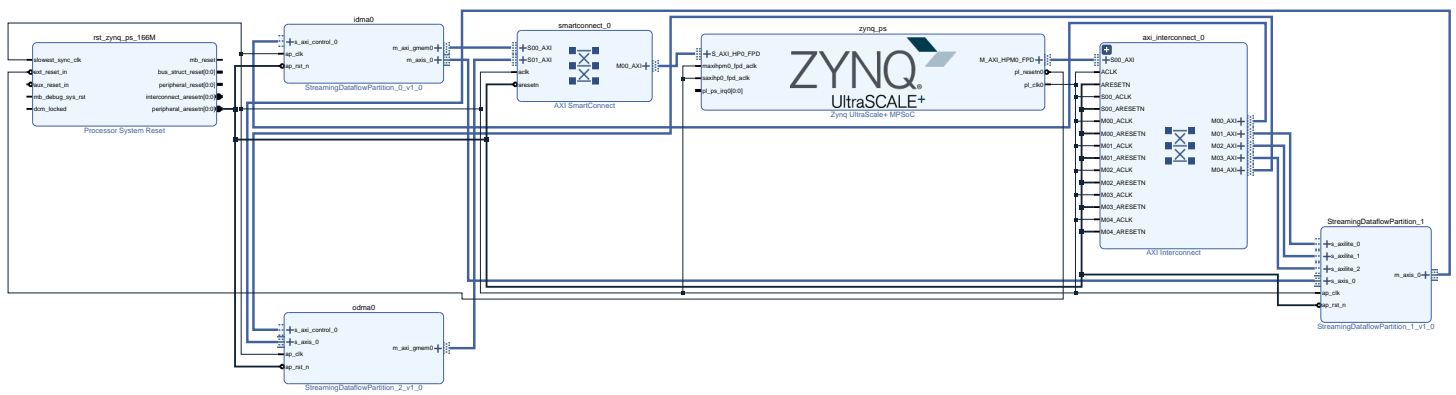 rst_zynq_ps_166M
slowest_sync_clk
ext_reset_in
aux_reset_in
mb_debug_sys_rst
dcm_locked
mb_reset
bus_struct_reset[0:0]
peripheral_reset[0:0]
interconnect_aresetn[0:0]
peripheral_aresetn[0:0]
Processor System Reset
idma0
s_axi_control_0
ap_clk
ap_rst_n
m_axi_gmem0
m_axis_0
StreamingDataflowPartition_0_v1_0
smartconnect_0
S00_AXI
S01_AXI
aclk
aresetn
M00_AXI
AXI SmartConnect
zynq_ps
S_AXI_HP0_FPD
maxihpm0_fpd_aclk
saxihp0_fpd_aclk
pl_ps_irq0[0:0]
ZYNQ®
UltraSCALE+
M_AXI_HPM0_FPD
pl_resetn0
pl_clk0
Zynq UltraScale+ MPSoC
axi_interconnect_0
S00_AXI
ACLK
ARESETN
S00_ACLK
S00_ARESETN
M00_ACLK
M00_ARESETN
M01_ACLK
M01_ARESETN
M02_ACLK
M02_ARESETN
M03_ACLK
M03_ARESETN
M04_ACLK
M04_ARESETN
M00_AXI
M01_AXI
M02_AXI
M03_AXI
M04_AXI
AXI Interconnect
StreamingDataflowPartition_1
s_axilite_0
s_axilite_1
s_axilite_2
s_axis_0
ap_clk
ap_rst_n
m_axis_0
StreamingDataflowPartition_1_v1_0
odma0
s_axi_control_0
s_axis_0
ap_clk
ap_rst_n
m_axi_gmem0
StreamingDataflowPartition_2_v1_0